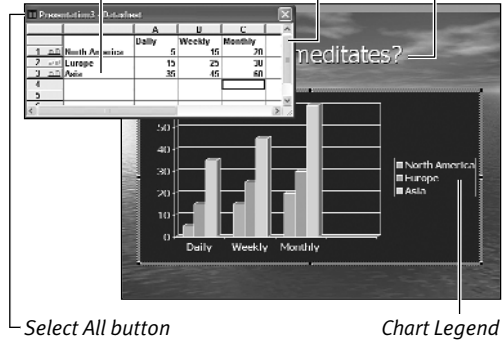 Presentation3 - Datasheet
A B C
Daily Weekly Monthly
1 North America 5 15 20
2 Europe 15 25 30
3 Asia 35 45 60
4
5
meditates?
50
40
30
20
10
0
Daily Weekly Monthly
North America
Europe
Asia
Select All button
Chart Legend